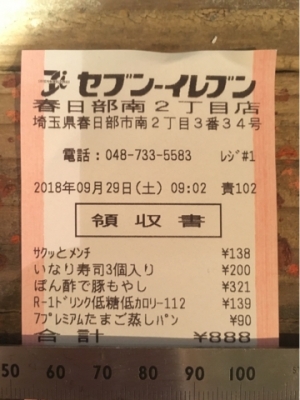 セブン-イレブン
春日部南2丁目店
埼玉県春日部市南2丁目3番34号
電話：048-733-5583 レジ#1
2018年09月29日(土) 09:02 責102
領収書
サクッとメンチ ¥138
いなり寿司3個入り ¥200
ぽん酢で豚もやし ¥321
R-1ドリンク低糖低カロリー112 ¥139
7プレミアムたまご蒸しパン ¥90
合計 ¥888
50 60 70 80 90 100